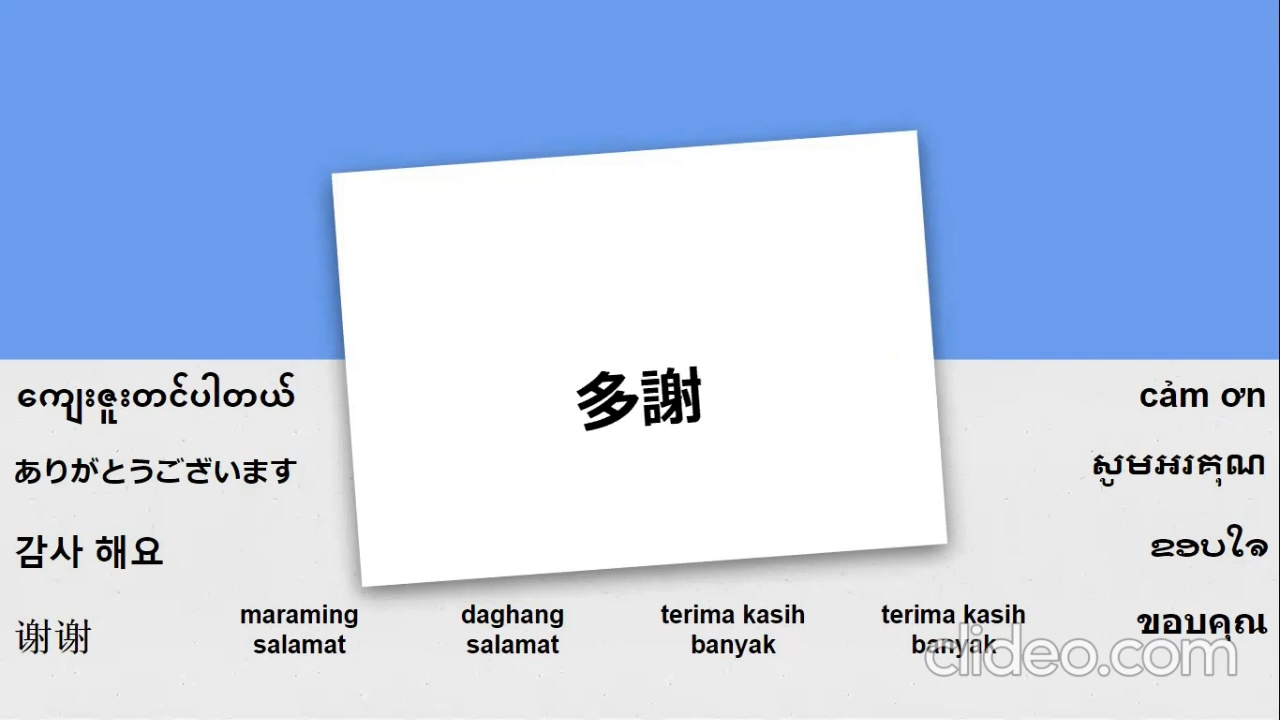 多謝
ကျေးဇူးတင်ပါတယ်
cảm ơn
ありがとうございます
សូមអរគុណ
감사 해요
ຂອບໃຈ
谢谢
maraming
salamat
daghang
salamat
terima kasih
banyak
terima kasih
banyak
ขอบคุณ
clideo.com